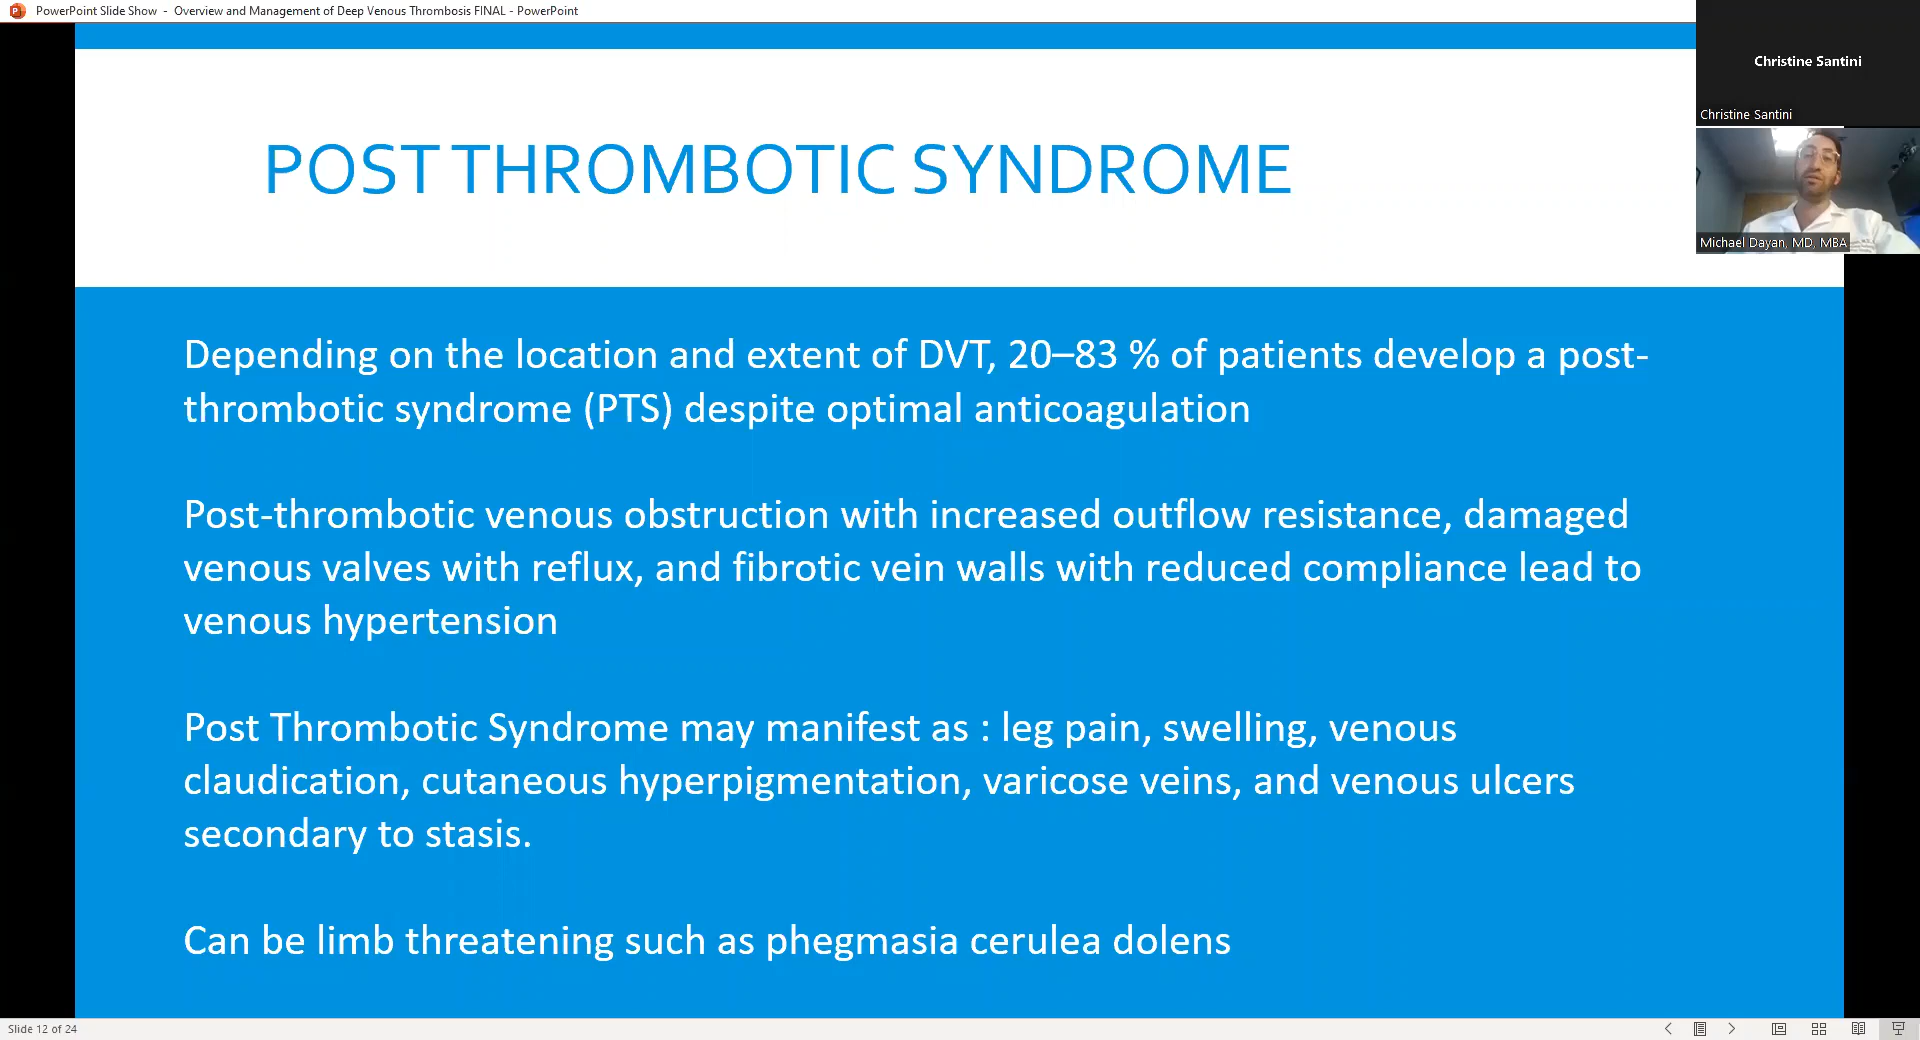 PowerPoint Slide Show - Overview and Management of Deep Venous Thrombosis FINAL - PowerPoint
Christine Santini
Christine Santini
Michael Dayan, MD, MBA
POST THROMBOTIC SYNDROME
Depending on the location and extent of DVT, 20–83 % of patients develop a post-
thrombotic syndrome (PTS) despite optimal anticoagulation
Post-thrombotic venous obstruction with increased outflow resistance, damaged
venous valves with reflux, and fibrotic vein walls with reduced compliance lead to
venous hypertension
Post Thrombotic Syndrome may manifest as : leg pain, swelling, venous
claudication, cutaneous hyperpigmentation, varicose veins, and venous ulcers
secondary to stasis.
Can be limb threatening such as phegmasia cerulea dolens
Slide 12 of 24